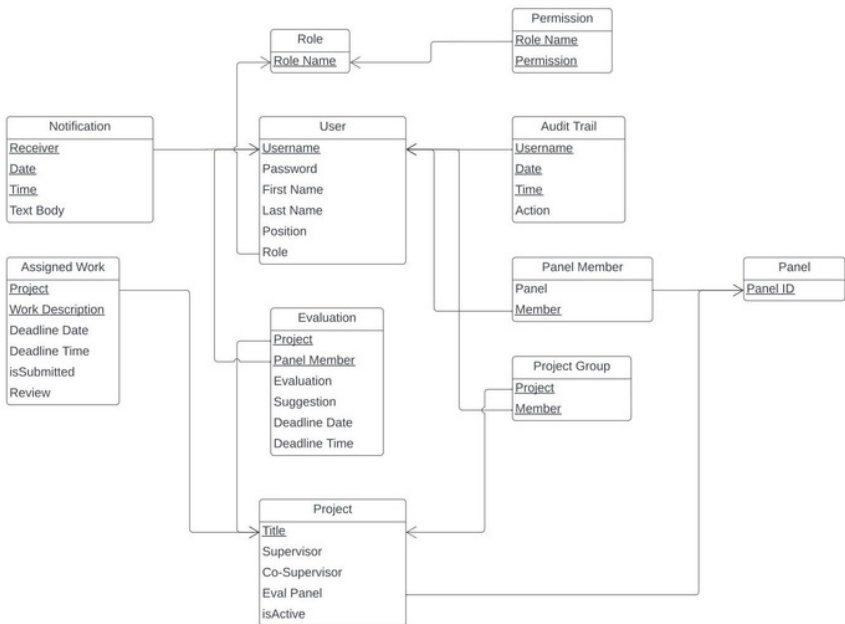 Role
Role Name
Permission
Role Name
Permission
Notification
Receiver
Date
Time
Text Body
User
Username
Password
First Name
Last Name
Position
Role
Audit Trail
Username
Date
Time
Action
Assigned Work
Project
Work Description
Deadline Date
Deadline Time
isSubmitted
Review
Evaluation
Project
Panel Member
Evaluation
Suggestion
Deadline Date
Deadline Time
Panel Member
Panel
Member
Panel
Panel ID
Project Group
Project
Member
Project
Title
Supervisor
Co-Supervisor
Eval Panel
isActive